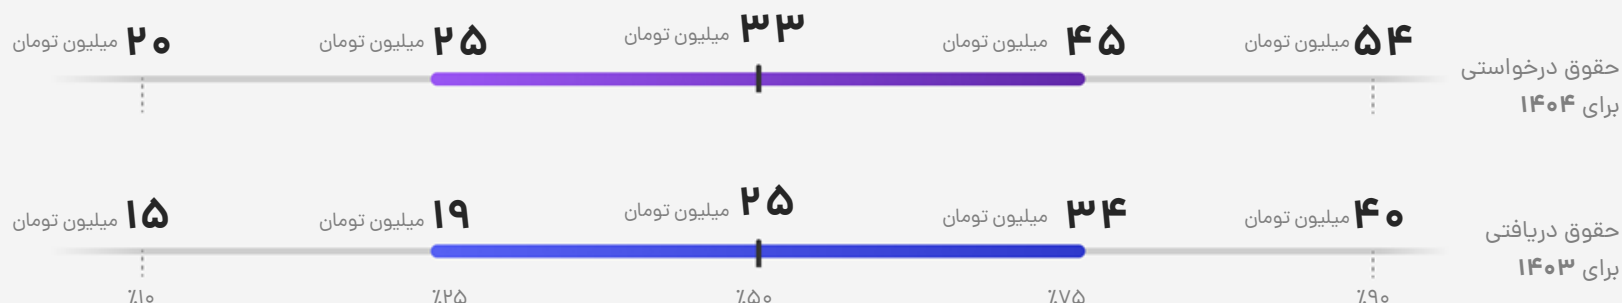 ۲۰ میلیون تومان
۲۵ میلیون تومان
۳۳ میلیون تومان
۴۵ میلیون تومان
۵۴ میلیون تومان
حقوق درخواستی
برای ۱۴۰۴
۱۵ میلیون تومان
۱۹ میلیون تومان
۲۵ میلیون تومان
۳۴ میلیون تومان
۴۰ میلیون تومان
حقوق دریافتی
برای ۱۴۰۳
٪۱۰
٪۲۵
٪۵۰
٪۷۵
٪۹۰